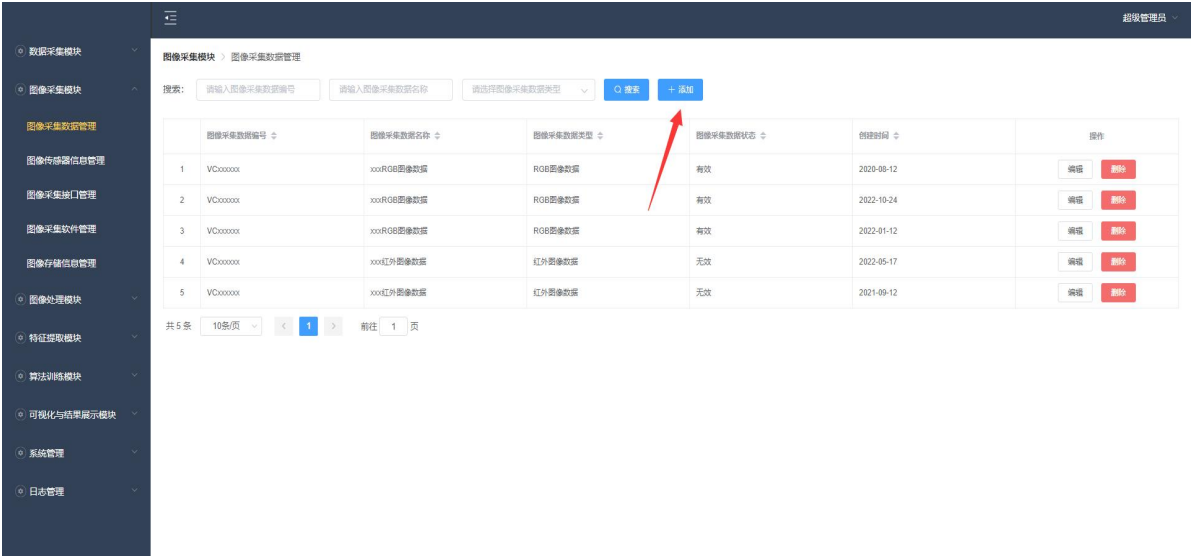 超级管理员
数据采集模块
图像采集模块
图像采集数据管理
图像传感器信息管理
图像采集接口管理
图像采集软件管理
图像存储信息管理
图像处理模块
特征提取模块
算法训练模块
可视化与结果展示模块
系统管理
日志管理
图像采集模块 > 图像采集数据管理
搜索: 请输入图像采集数据编号 请输入图像采集数据名称 请选择图像采集数据类型 搜索 + 添加
图像采集数据编号 图像采集数据名称 图像采集数据类型 图像采集数据状态 创建时间 操作
1 VCxxxxxx xxxRGB图像数据 RGB图像数据 有效 2020-08-12 编辑 删除
2 VCxxxxxx xxxRGB图像数据 RGB图像数据 有效 2022-10-24 编辑 删除
3 VCxxxxxx xxxRGB图像数据 RGB图像数据 有效 2022-01-12 编辑 删除
4 VCxxxxxx xxx红外图像数据 红外图像数据 无效 2022-05-17 编辑 删除
5 VCxxxxxx xxx红外图像数据 红外图像数据 无效 2021-09-12 编辑 删除
共 5 条 10条/页 < 1 > 前往 1 页